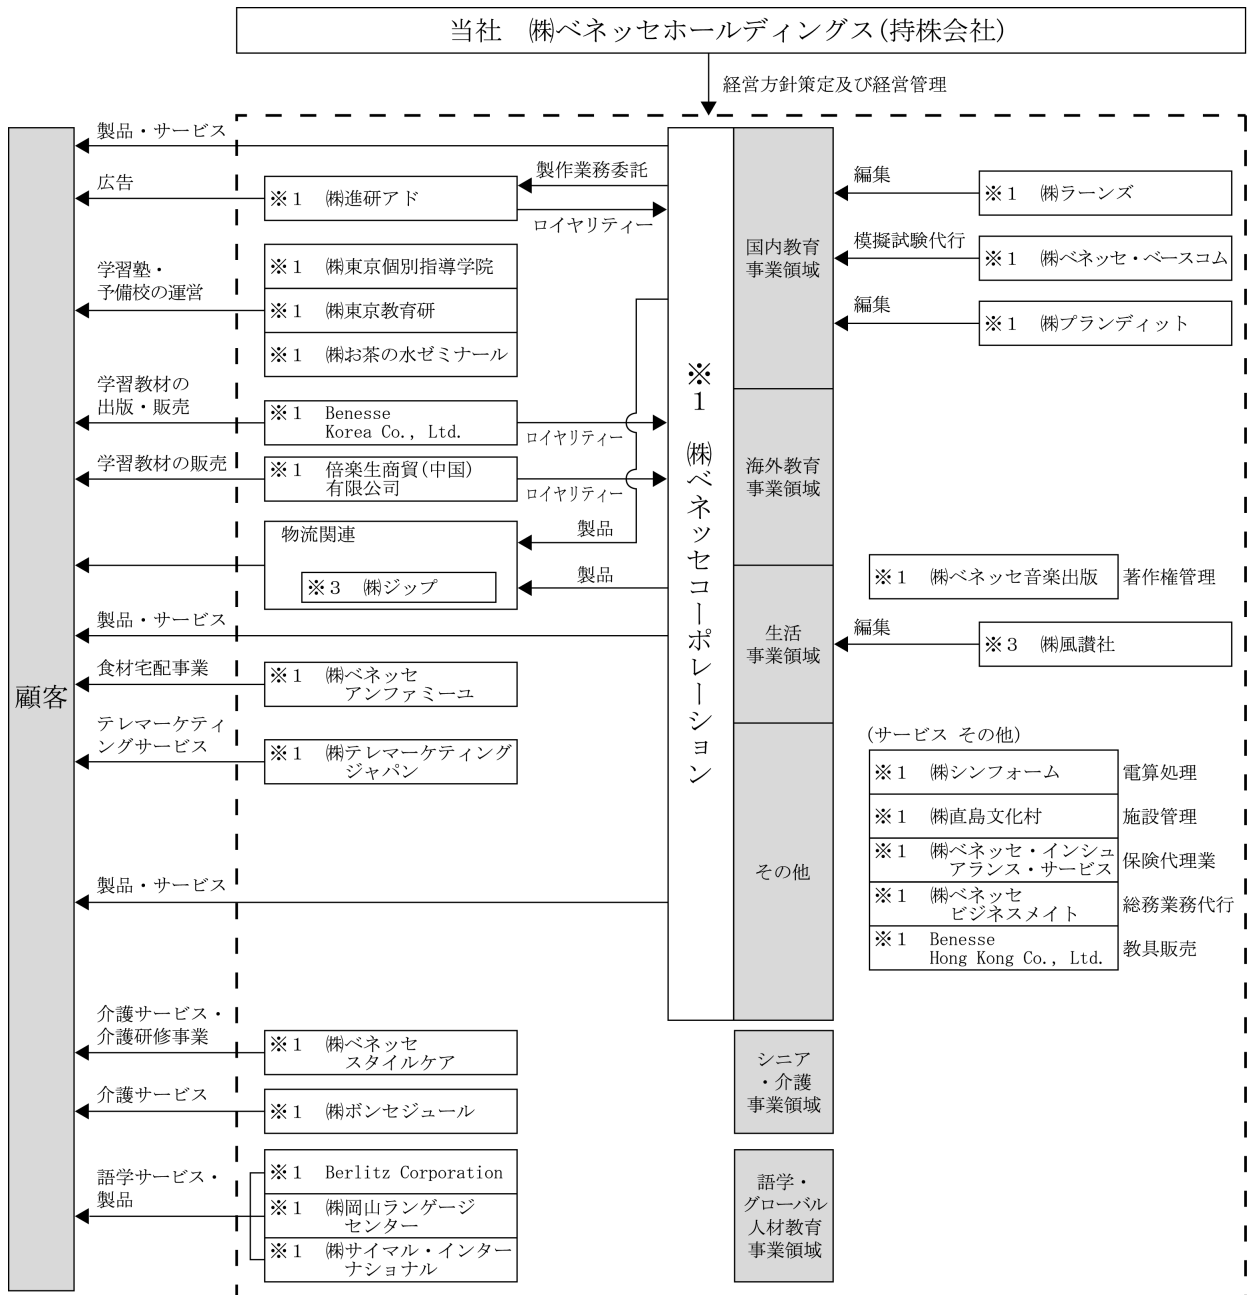 当社　㈱ベネッセホールディングス(持株会社)
経営方針策定及び経営管理
顧客
製品・サービス
広告
※１　㈱進研アド
製作業務委託
ロイヤリティー
学習塾・
予備校の運営
※１　㈱東京個別指導学院
※１　㈱東京教育研
※１　㈱お茶の水ゼミナール
学習教材の
出版・販売
※１　Benesse
Korea Co., Ltd.
ロイヤリティー
学習教材の販売
※１　倍楽生商貿(中国)
有限公司
ロイヤリティー
物流関連
※３　㈱ジップ
製品
製品
製品・サービス
食材宅配事業
※１　㈱ベネッセ
アンファミーユ
テレマーケティ
ングサービス
※１　㈱テレマーケティング
ジャパン
製品・サービス
介護サービス・
介護研修事業
※１　㈱ベネッセ
スタイルケア
介護サービス
※１　㈱ボンセジュール
語学サービス・
製品
※１　Berlitz Corporation
※１　㈱岡山ランゲージ
センター
※１　㈱サイマル・インター
ナショナル
※１　㈱ベネッセコーポレーション
国内教育
事業領域
海外教育
事業領域
生活
事業領域
その他
シニア
・介護
事業領域
語学・
グローバル
人材教育
事業領域
編集
※１　㈱ラーンズ
模擬試験代行
※１　㈱ベネッセ・ベースコム
編集
※１　㈱プランディット
※１　㈱ベネッセ音楽出版　著作権管理
編集
※３　㈱風讃社
(サービス その他)
※１　㈱シンフォーム　電算処理
※１　㈱直島文化村　施設管理
※１　㈱ベネッセ・インシュ
アランス・サービス　保険代理業
※１　㈱ベネッセ
ビジネスメイト　総務業務代行
※１　Benesse
Hong Kong Co., Ltd.　教具販売